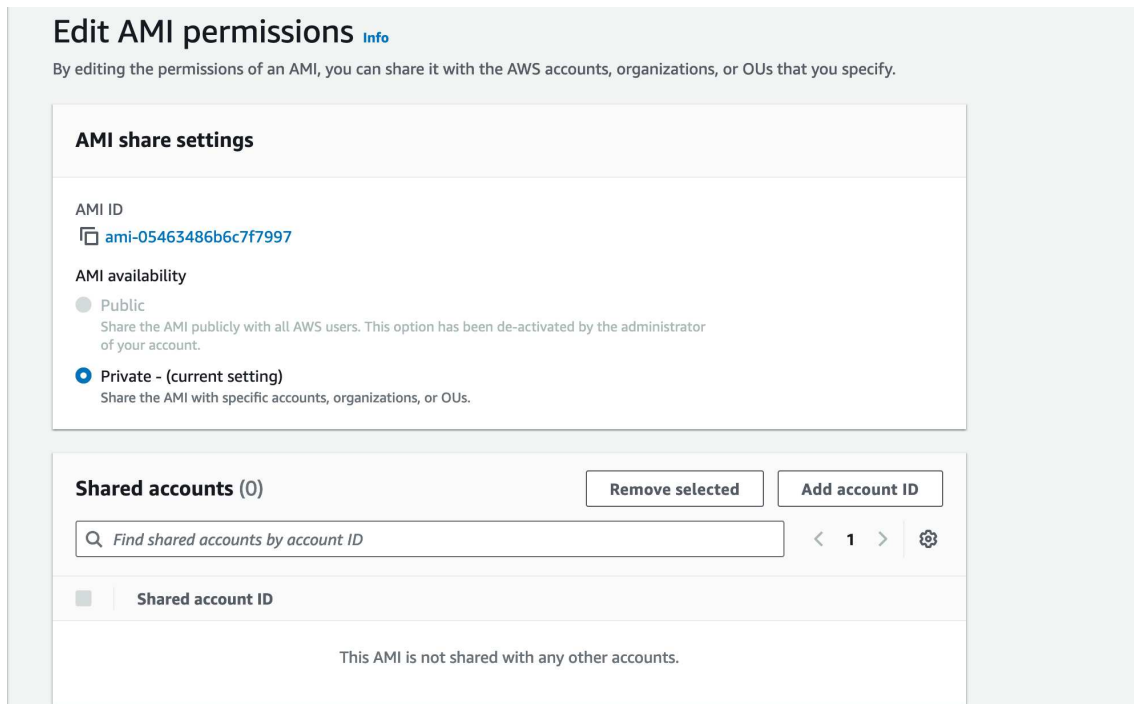 Edit AMI permissions Info
By editing the permissions of an AMI, you can share it with the AWS accounts, organizations, or OUs that you specify.
AMI share settings
AMI ID
ami-05463486b6c7f7997
AMI availability
Public
Share the AMI publicly with all AWS users. This option has been de-activated by the administrator
of your account.
Private - (current setting)
Share the AMI with specific accounts, organizations, or OUs.
Shared accounts (0)
Remove selected
Add account ID
Find shared accounts by account ID
1
Shared account ID
This AMI is not shared with any other accounts.